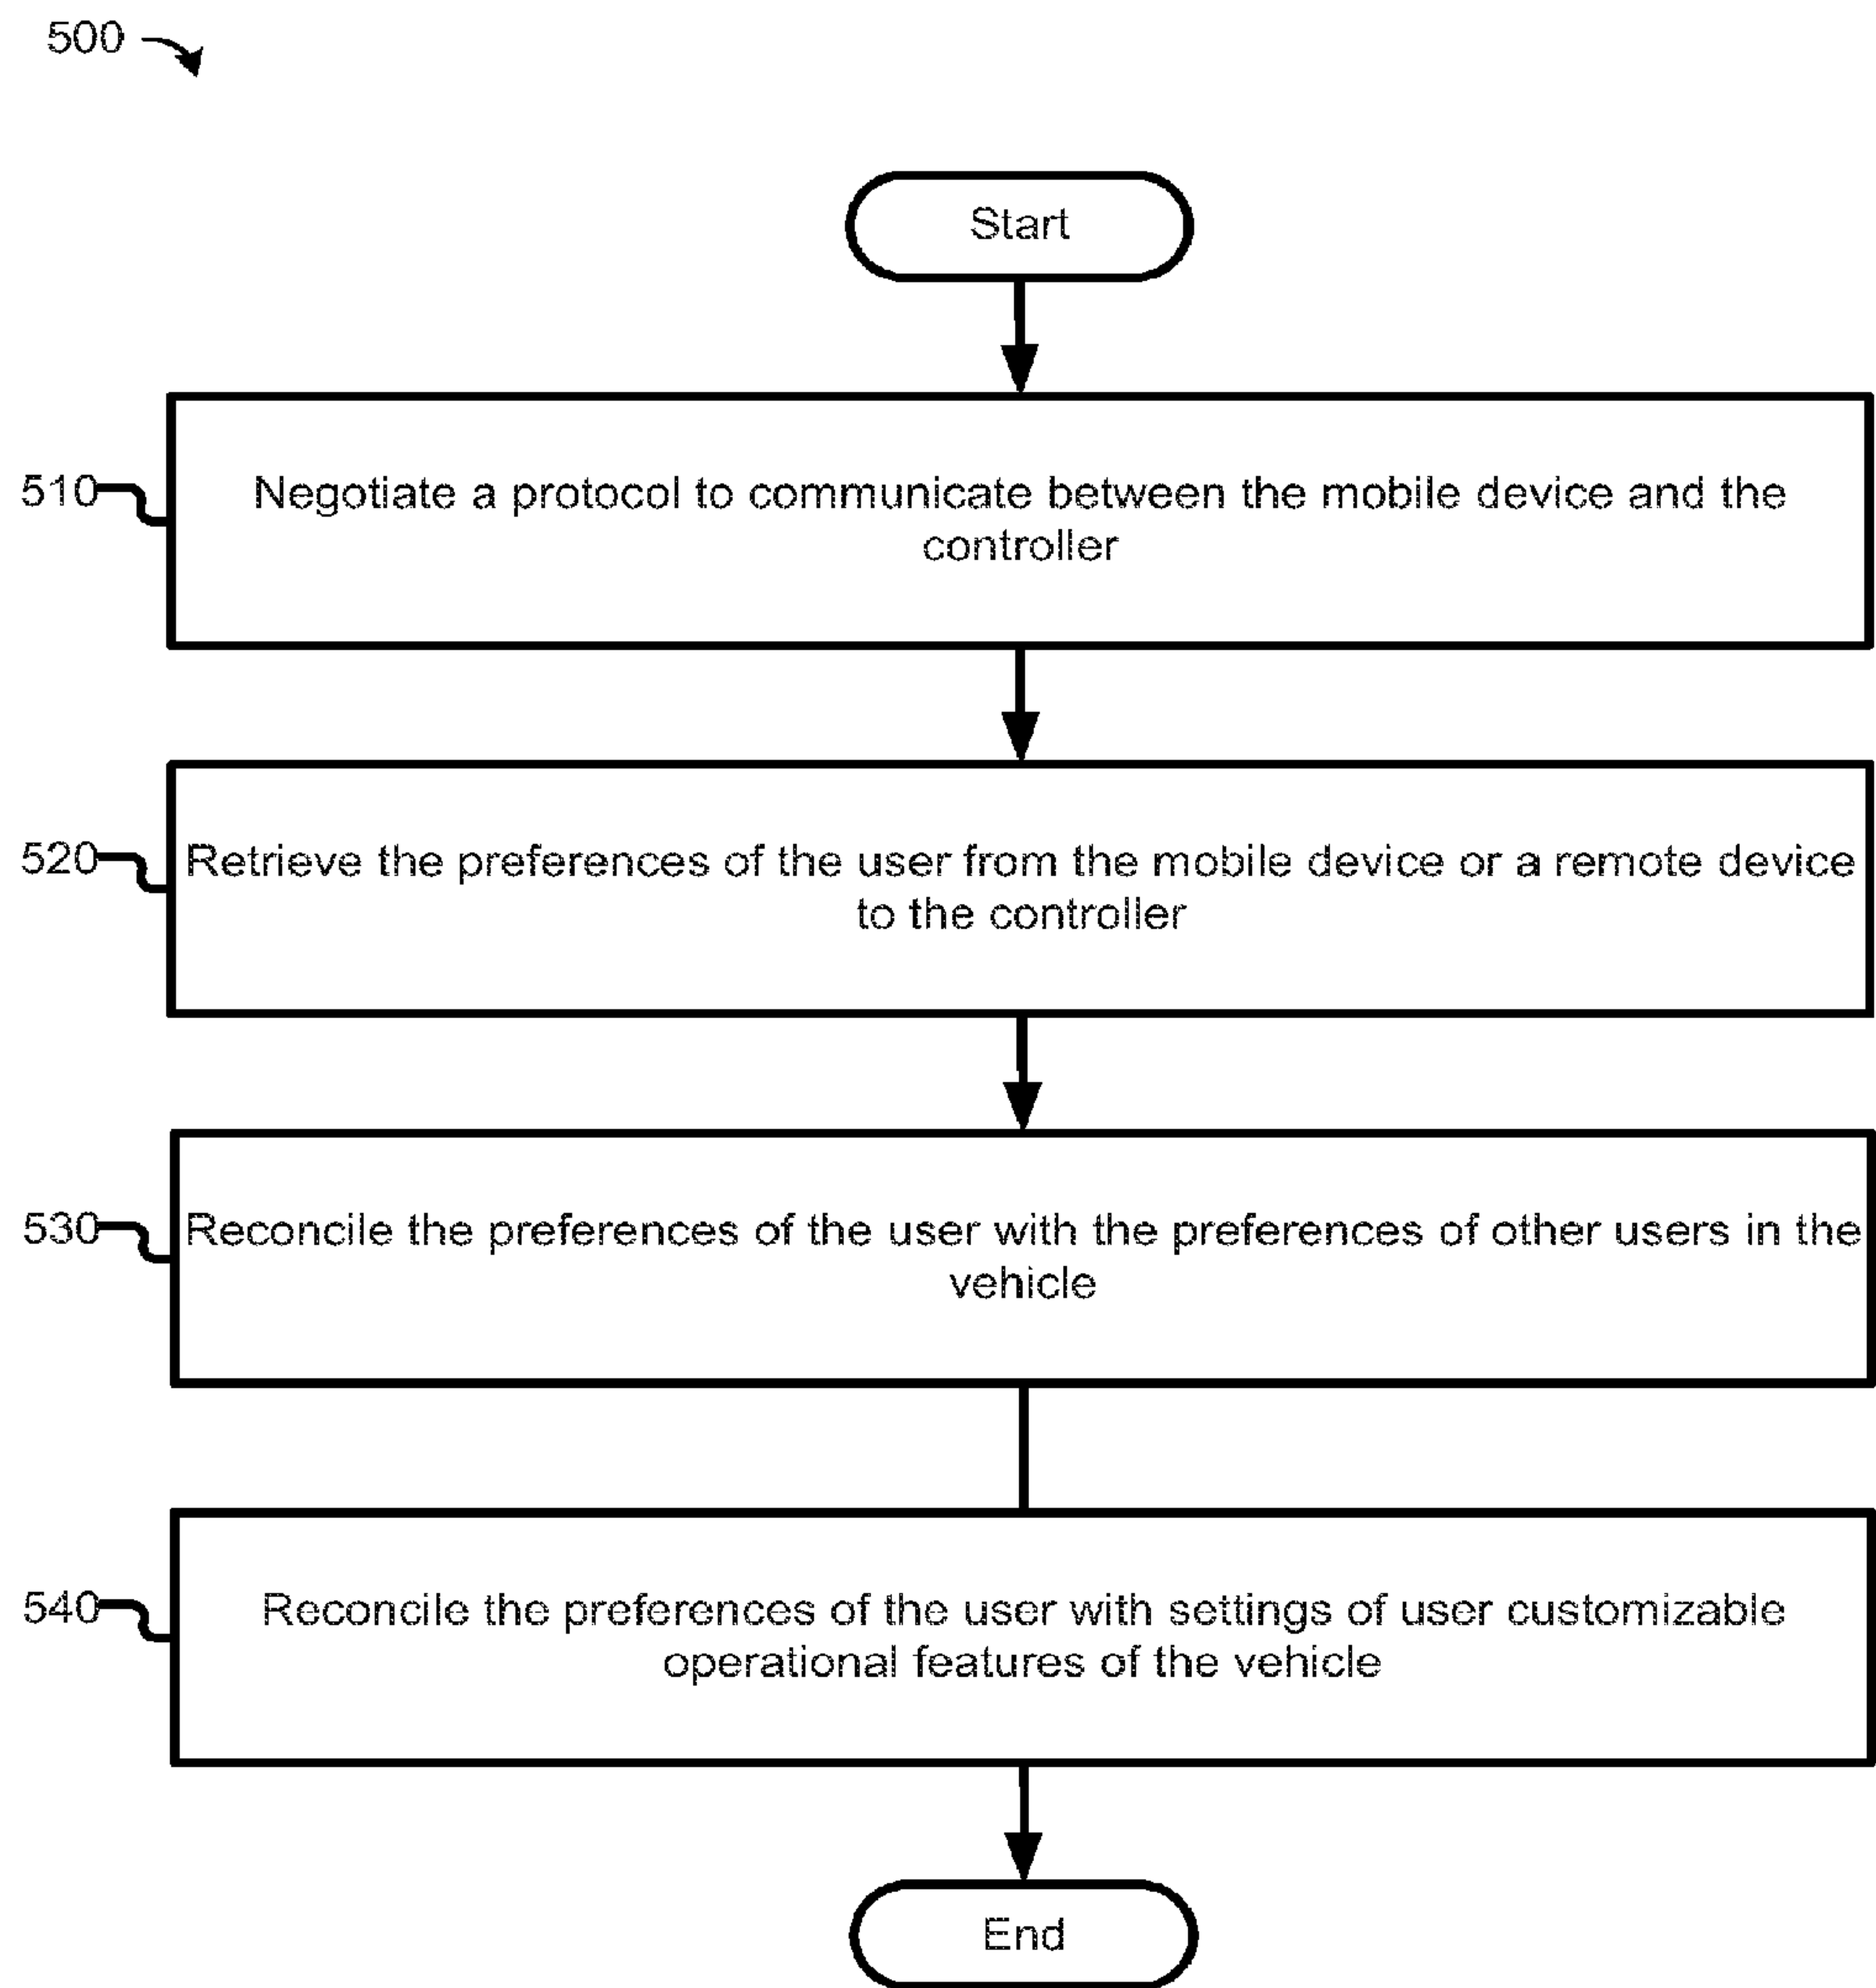 500
Start
510
Negotiate a protocol to communicate between the mobile device and the
controller
520
Retrieve the preferences of the user from the mobile device or a remote device
to the controller
530
Reconcile the preferences of the user with the preferences of other users in the
vehicle
540
Reconcile the preferences of the user with settings of user customizable
operational features of the vehicle
End